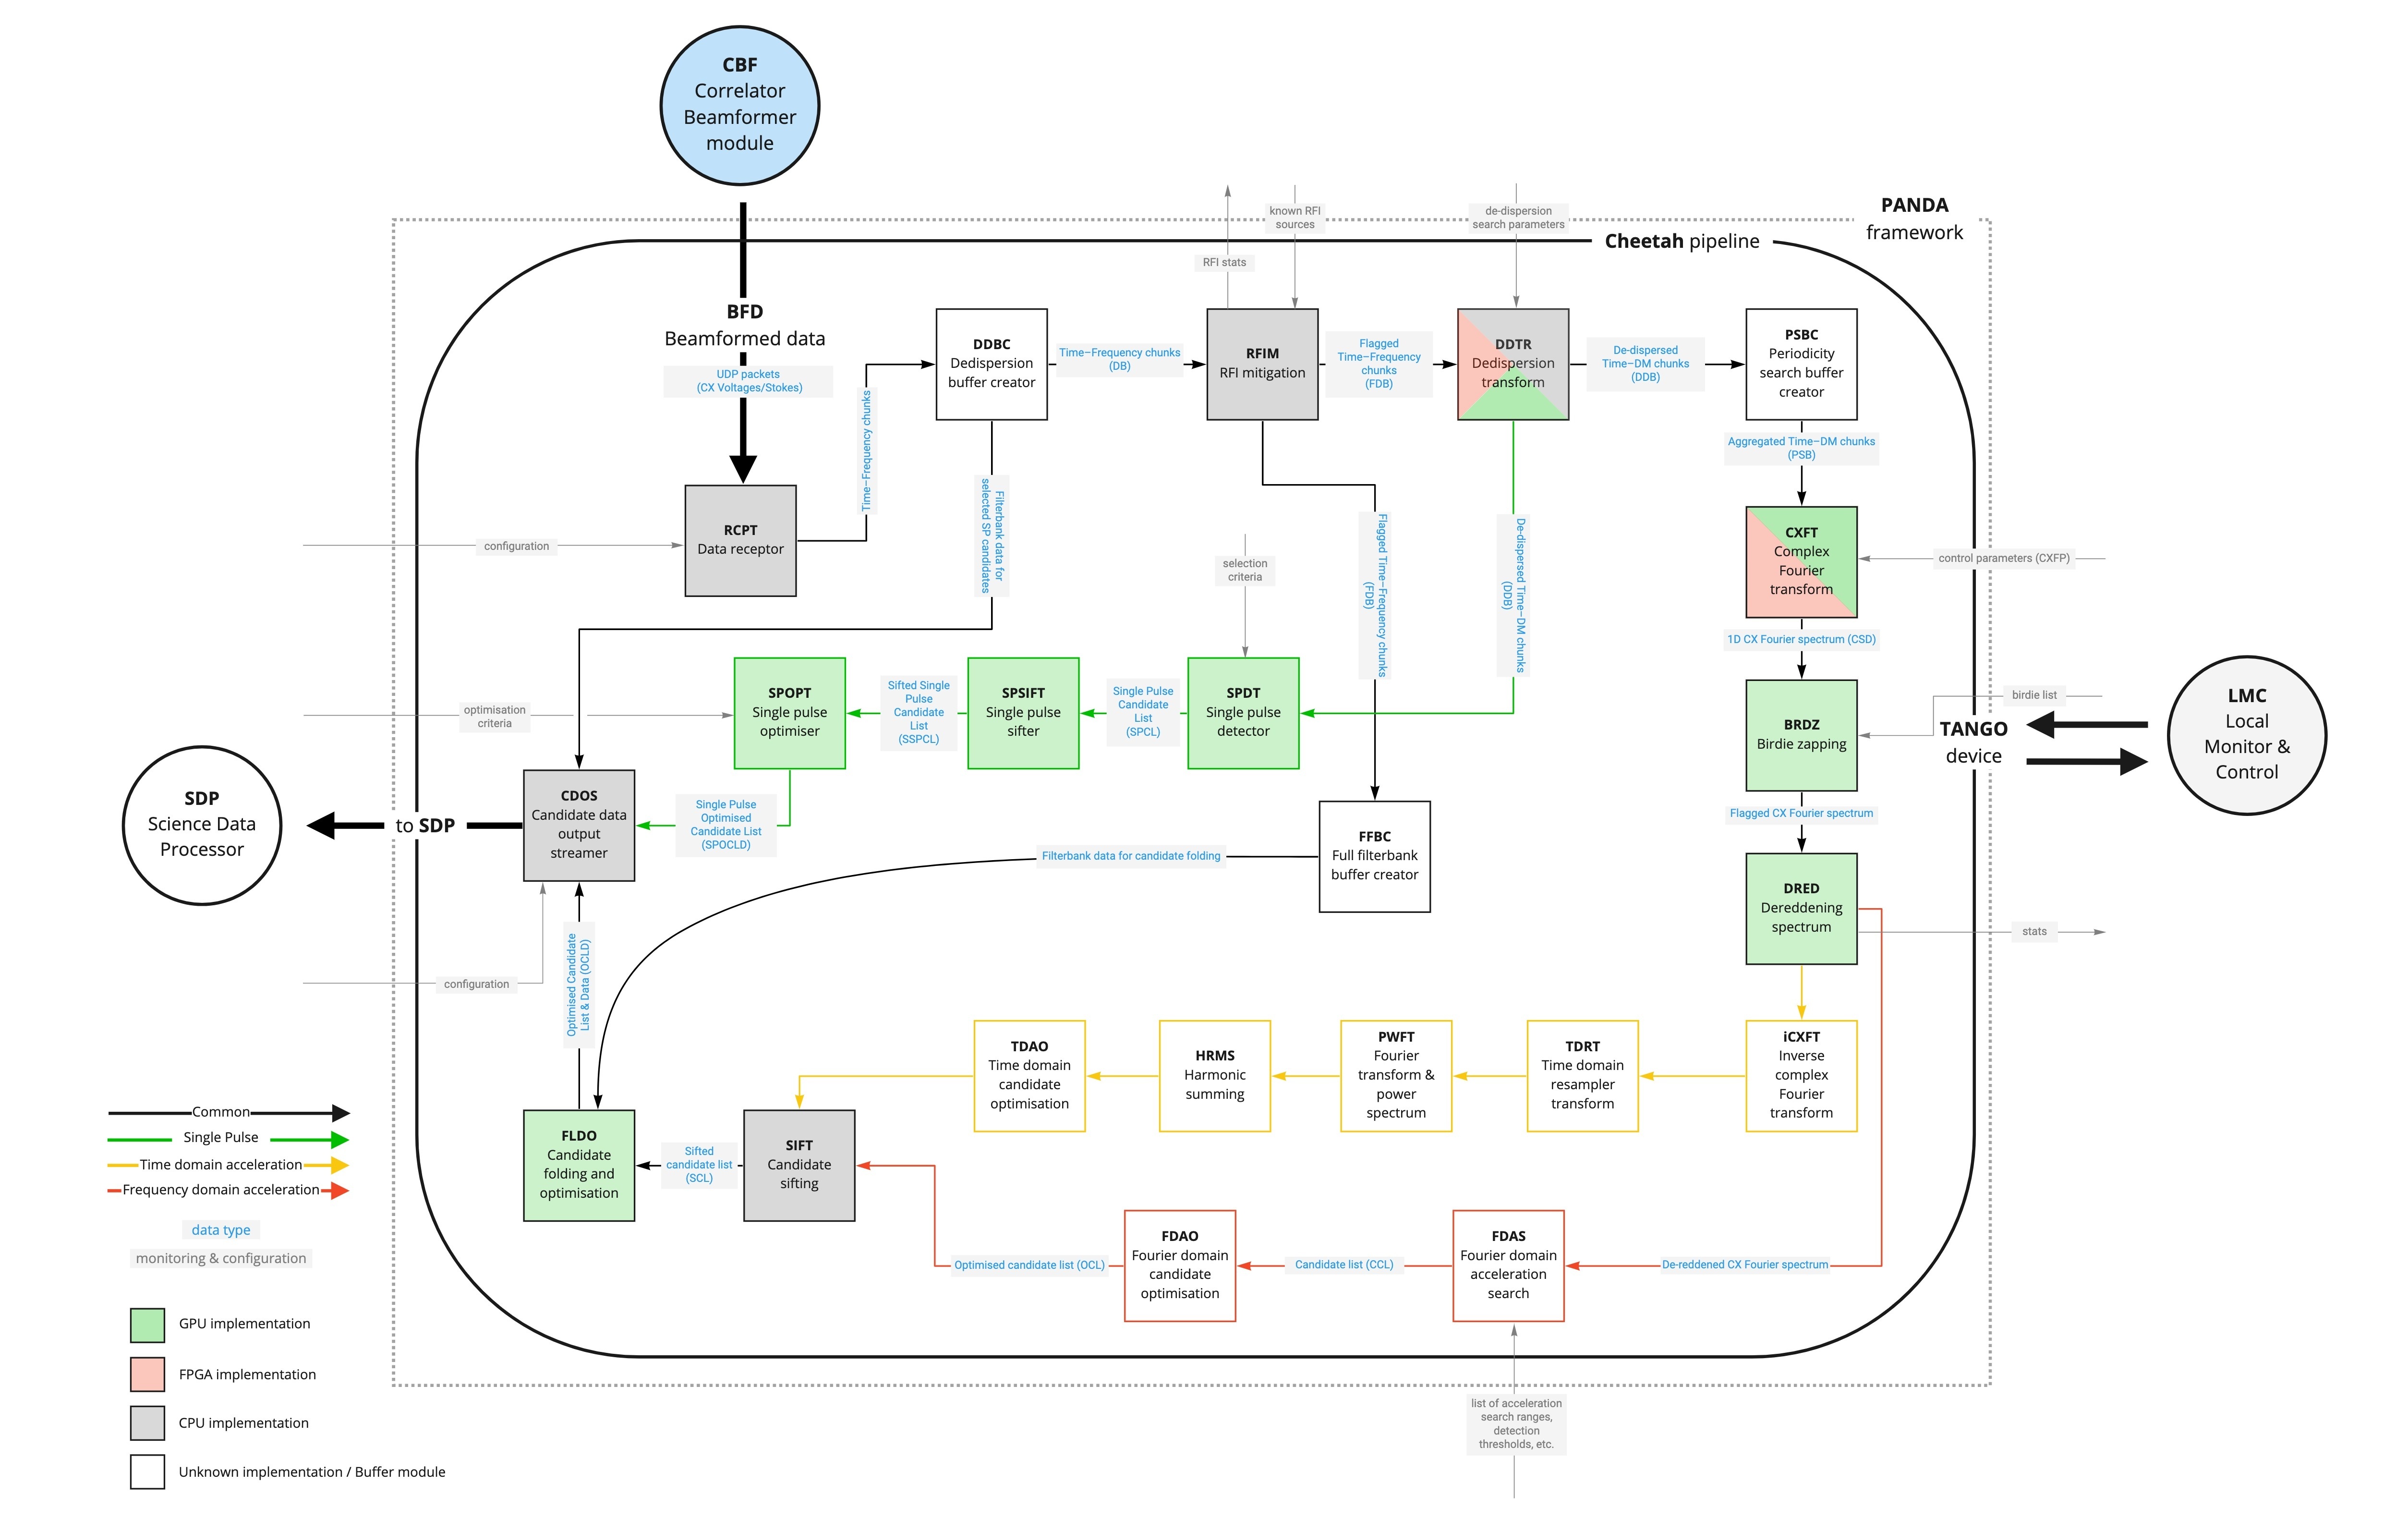 CBF
Correlator
Beamformer
module
PANDA
framework
Cheetah pipeline
known RFI
sources
de-dispersion
search parameters
RFI stats
BFD
Beamformed data
UDP packets
(CX Voltages/Stokes)
RCPT
Data receptor
configuration
Time–Frequency chunks
DDBC
Dedispersion
buffer creator
Time–Frequency chunks
(DB)
RFIM
RFI mitigation
Flagged
Time–Frequency
chunks
(FDB)
DDTR
Dedispersion
transform
De-dispersed
Time–DM chunks
(DDB)
PSBC
Periodicity
search buffer
creator
Aggregated Time–DM chunks
(PSB)
CXFT
Complex
Fourier
transform
control parameters (CXFP)
1D CX Fourier spectrum (CSD)
Filterbank data for
selected SP candidates
Flagged Time–Frequency chunks
(FDB)
De-dispersed Time–DM chunks
(DDB)
selection
criteria
optimisation
criteria
SPOPT
Single pulse
optimiser
Sifted Single
Pulse
Candidate
List
(SSPCL)
SPSIFT
Single pulse
sifter
Single Pulse
Candidate
List
(SPCL)
SPDT
Single pulse
detector
BRDZ
Birdie zapping
birdie list
TANGO
device
LMC
Local
Monitor &
Control
SDP
Science Data
Processor
to SDP
CDOS
Candidate data
output
streamer
Single Pulse
Optimised
Candidate List
(SPOCLD)
Filterbank data for candidate folding
FFBC
Full filterbank
buffer creator
Flagged CX Fourier spectrum
DRED
Dereddening
spectrum
stats
configuration
Optimised Candidate
List & Data (OCLD)
TDAO
Time domain
candidate
optimisation
HRMS
Harmonic
summing
PWFT
Fourier
transform &
power
spectrum
TDRT
Time domain
resampler
transform
iCXFT
Inverse
complex
Fourier
transform
FLDO
Candidate
folding and
optimisation
Sifted
candidate list
(SCL)
SIFT
Candidate
sifting
Optimised candidate list (OCL)
FDAO
Fourier domain
candidate
optimisation
Candidate list (CCL)
FDAS
Fourier domain
acceleration
search
De-reddened CX Fourier spectrum
list of acceleration
search ranges,
detection
thresholds, etc.
Common
Single Pulse
Time domain acceleration
Frequency domain acceleration
data type
monitoring & configuration
GPU implementation
FPGA implementation
CPU implementation
Unknown implementation / Buffer module